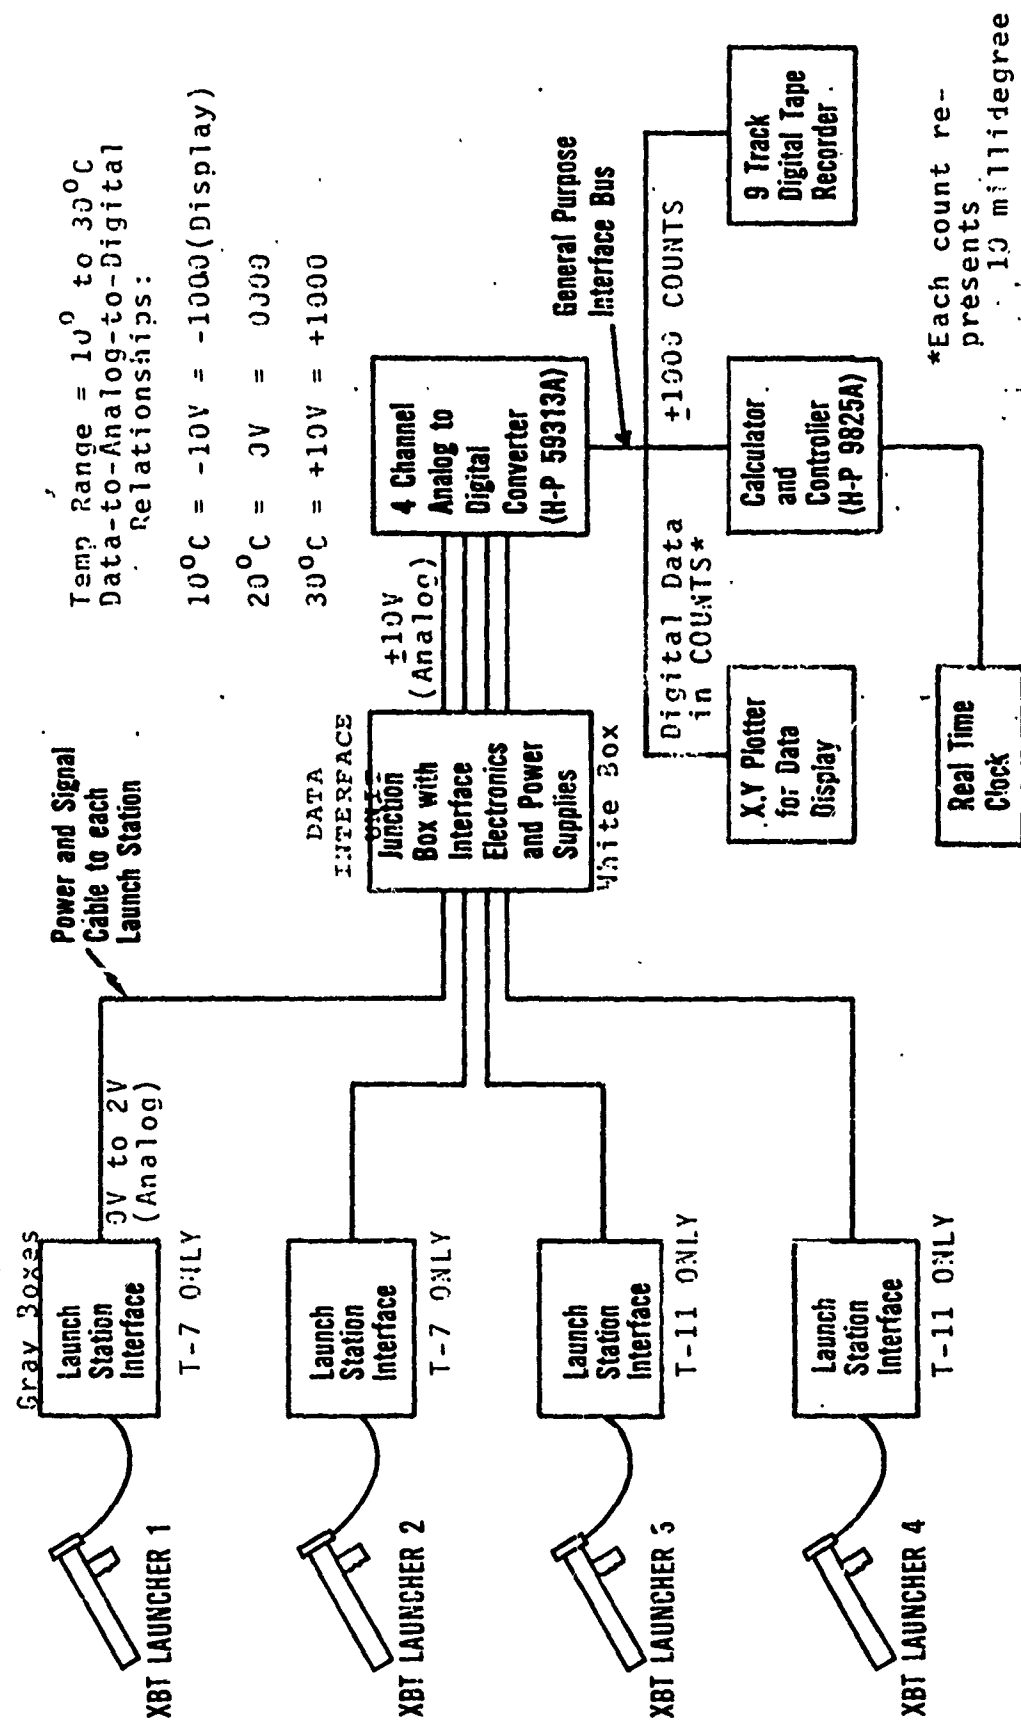 Temp Range = 10° to 30°C
Data-to-Analog-to-Digital
Relationships:
10°C = -10V = -1000(Display)
20°C = 0V = 0000
30°C = +10V = +1000
Power and Signal
Cable to each
Launch Station
Gray Boxes
Launch
Station
Interface
T-7 ONLY
0V to 2V
(Analog)
XBT LAUNCHER 1
Launch
Station
Interface
T-7 ONLY
XBT LAUNCHER 2
Launch
Station
Interface
T-11 ONLY
XBT LAUNCHER 3
Launch
Station
Interface
T-11 ONLY
XBT LAUNCHER 4
DATA
INTERFACE
UNIT
Junction
Box with
Interface
Electronics
and Power
Supplies
White Box
±10V
(Analog)
4 Channel
Analog to
Digital
Converter
(H-P 59313A)
General Purpose
Interface Bus
Digital Data
in COUNTS*
±1000 COUNTS
X.Y Plotter
for Data
Display
Calculator
and
Controller
(H-P 9825A)
9 Track
Digital Tape
Recorder
Real Time
Clock
*Each count re-
presents
10 millidegree